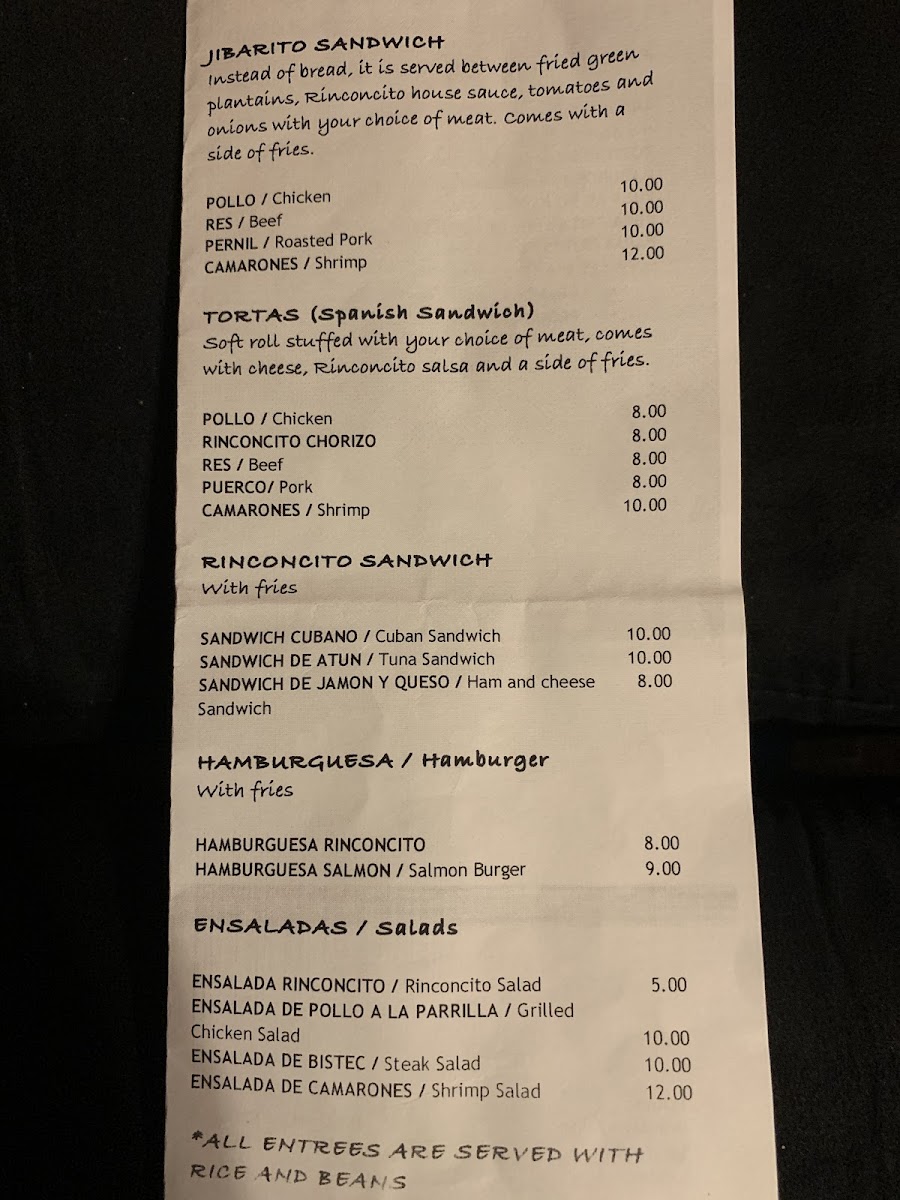 JIBARITO SANDWICH
Instead of bread, it is served between fried green
plantains, Rinconcito house sauce, tomatoes and
onions with your choice of meat. Comes with a
side of fries.
POLLO / Chicken 10.00
RES / Beef 10.00
PERNIL / Roasted Pork 10.00
CAMARONES / Shrimp 12.00
TORTAS (Spanish Sandwich)
Soft roll stuffed with your choice of meat, comes
with cheese, Rinconcito salsa and a side of fries.
POLLO / Chicken 8.00
RINCONCITO CHORIZO 8.00
RES / Beef 8.00
PUERCO/ Pork 8.00
CAMARONES / Shrimp 10.00
RINCONCITO SANDWICH
With fries
SANDWICH CUBANO / Cuban Sandwich 10.00
SANDWICH DE ATUN / Tuna Sandwich 10.00
SANDWICH DE JAMON Y QUESO / Ham and cheese 8.00
Sandwich
HAMBURGUESA / Hamburger
With fries
HAMBURGUESA RINCONCITO 8.00
HAMBURGUESA SALMON / Salmon Burger 9.00
ENSALADAS / Salads
ENSALADA RINCONCITO / Rinconcito Salad 5.00
ENSALADA DE POLLO A LA PARRILLA / Grilled
Chicken Salad 10.00
ENSALADA DE BISTEC / Steak Salad 10.00
ENSALADA DE CAMARONES / Shrimp Salad 12.00
*ALL ENTREES ARE SERVED WITH
RICE AND BEANS